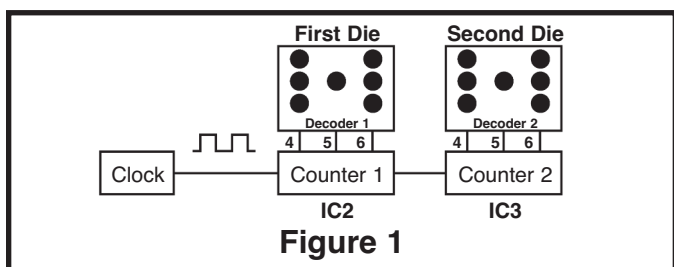 First Die Second Die
Decoder 1 Decoder 2
4 5 6 4 5 6
Clock Counter 1 Counter 2
IC2 IC3
Figure 1